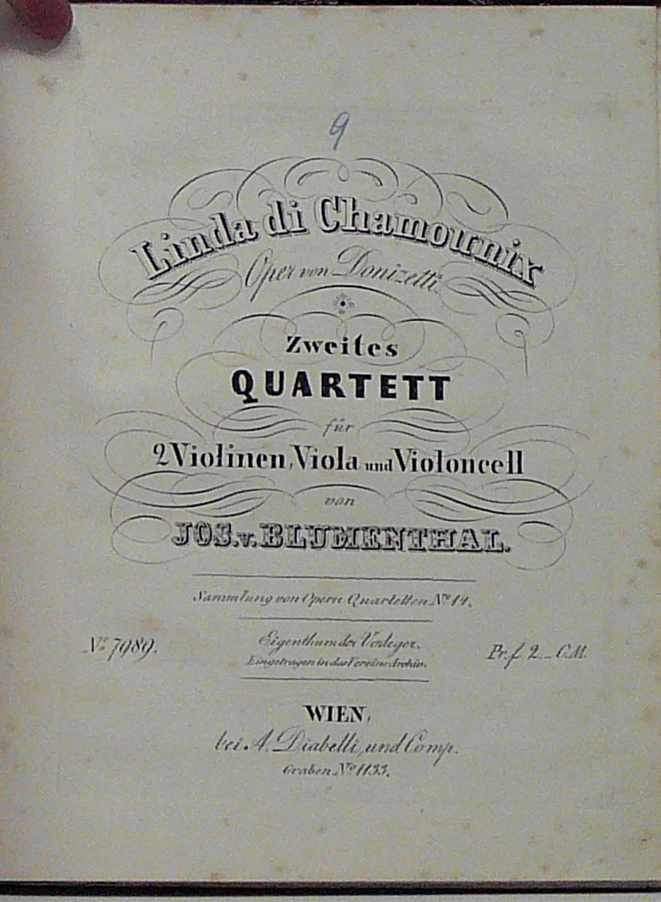 9
Linda di Chamounix
Oper von Donizetti
Zweites
QUARTETT
für
2 Violinen, Viola und Violoncell
von
JOS. v. BLUMENTHAL.
Sammlung von Opern Quartetten No. 14.
No. 7989.
Eigenthum der Verleger.
Eingetragen in das Vereins-Archiv.
Pr. f. 2_ C.M.
WIEN,
bei A. Diabelli und Comp.
Graben No. 1133.